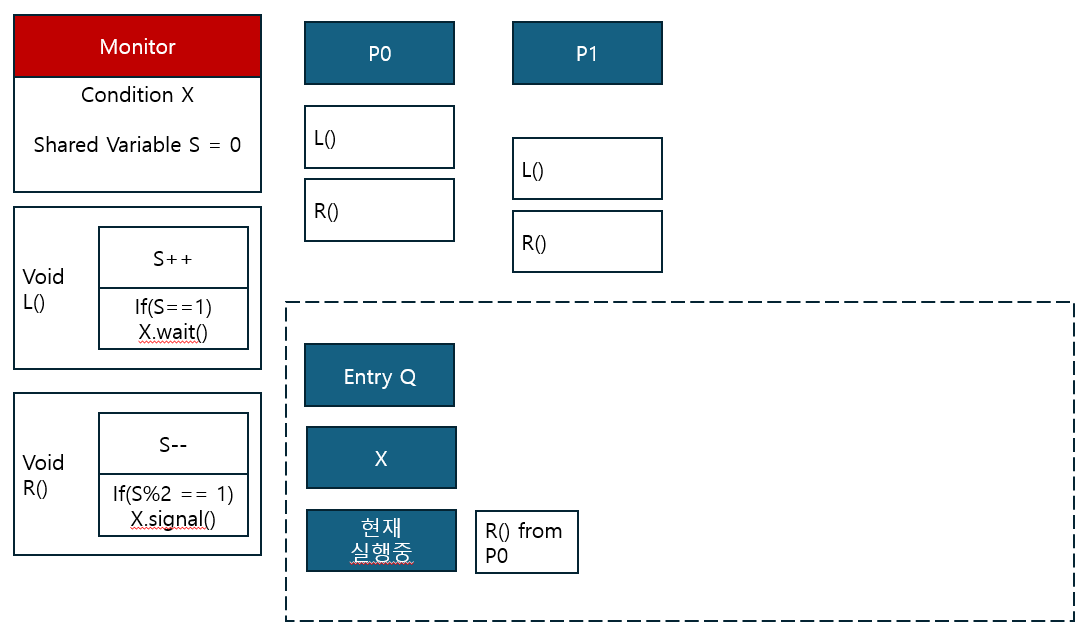 Monitor
Condition X
Shared Variable S = 0
Void
L()
S++
If(S==1)
X.wait()
Void
R()
S--
If(S%2 == 1)
X.signal()
P0
L()
R()
P1
L()
R()
Entry Q
X
현재
실행중
R() from
P0